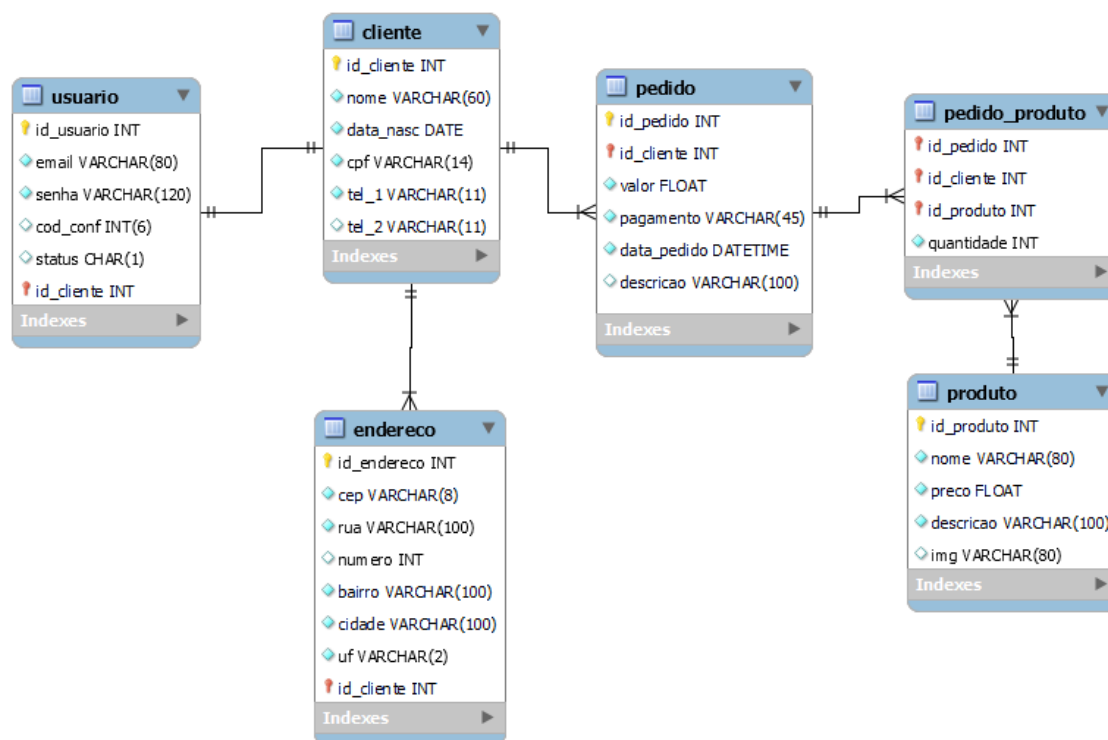 usuario
id_usuario INT
email VARCHAR(80)
senha VARCHAR(120)
cod_conf INT(6)
status CHAR(1)
id_cliente INT
Indexes
cliente
id_cliente INT
nome VARCHAR(60)
data_nasc DATE
cpf VARCHAR(14)
tel_1 VARCHAR(11)
tel_2 VARCHAR(11)
Indexes
endereco
id_endereco INT
cep VARCHAR(8)
rua VARCHAR(100)
numero INT
bairro VARCHAR(100)
cidade VARCHAR(100)
uf VARCHAR(2)
id_cliente INT
Indexes
pedido
id_pedido INT
id_cliente INT
valor FLOAT
pagamento VARCHAR(45)
data_pedido DATETIME
descricao VARCHAR(100)
Indexes
pedido_produto
id_pedido INT
id_cliente INT
id_produto INT
quantidade INT
Indexes
produto
id_produto INT
nome VARCHAR(80)
preco FLOAT
descricao VARCHAR(100)
img VARCHAR(80)
Indexes